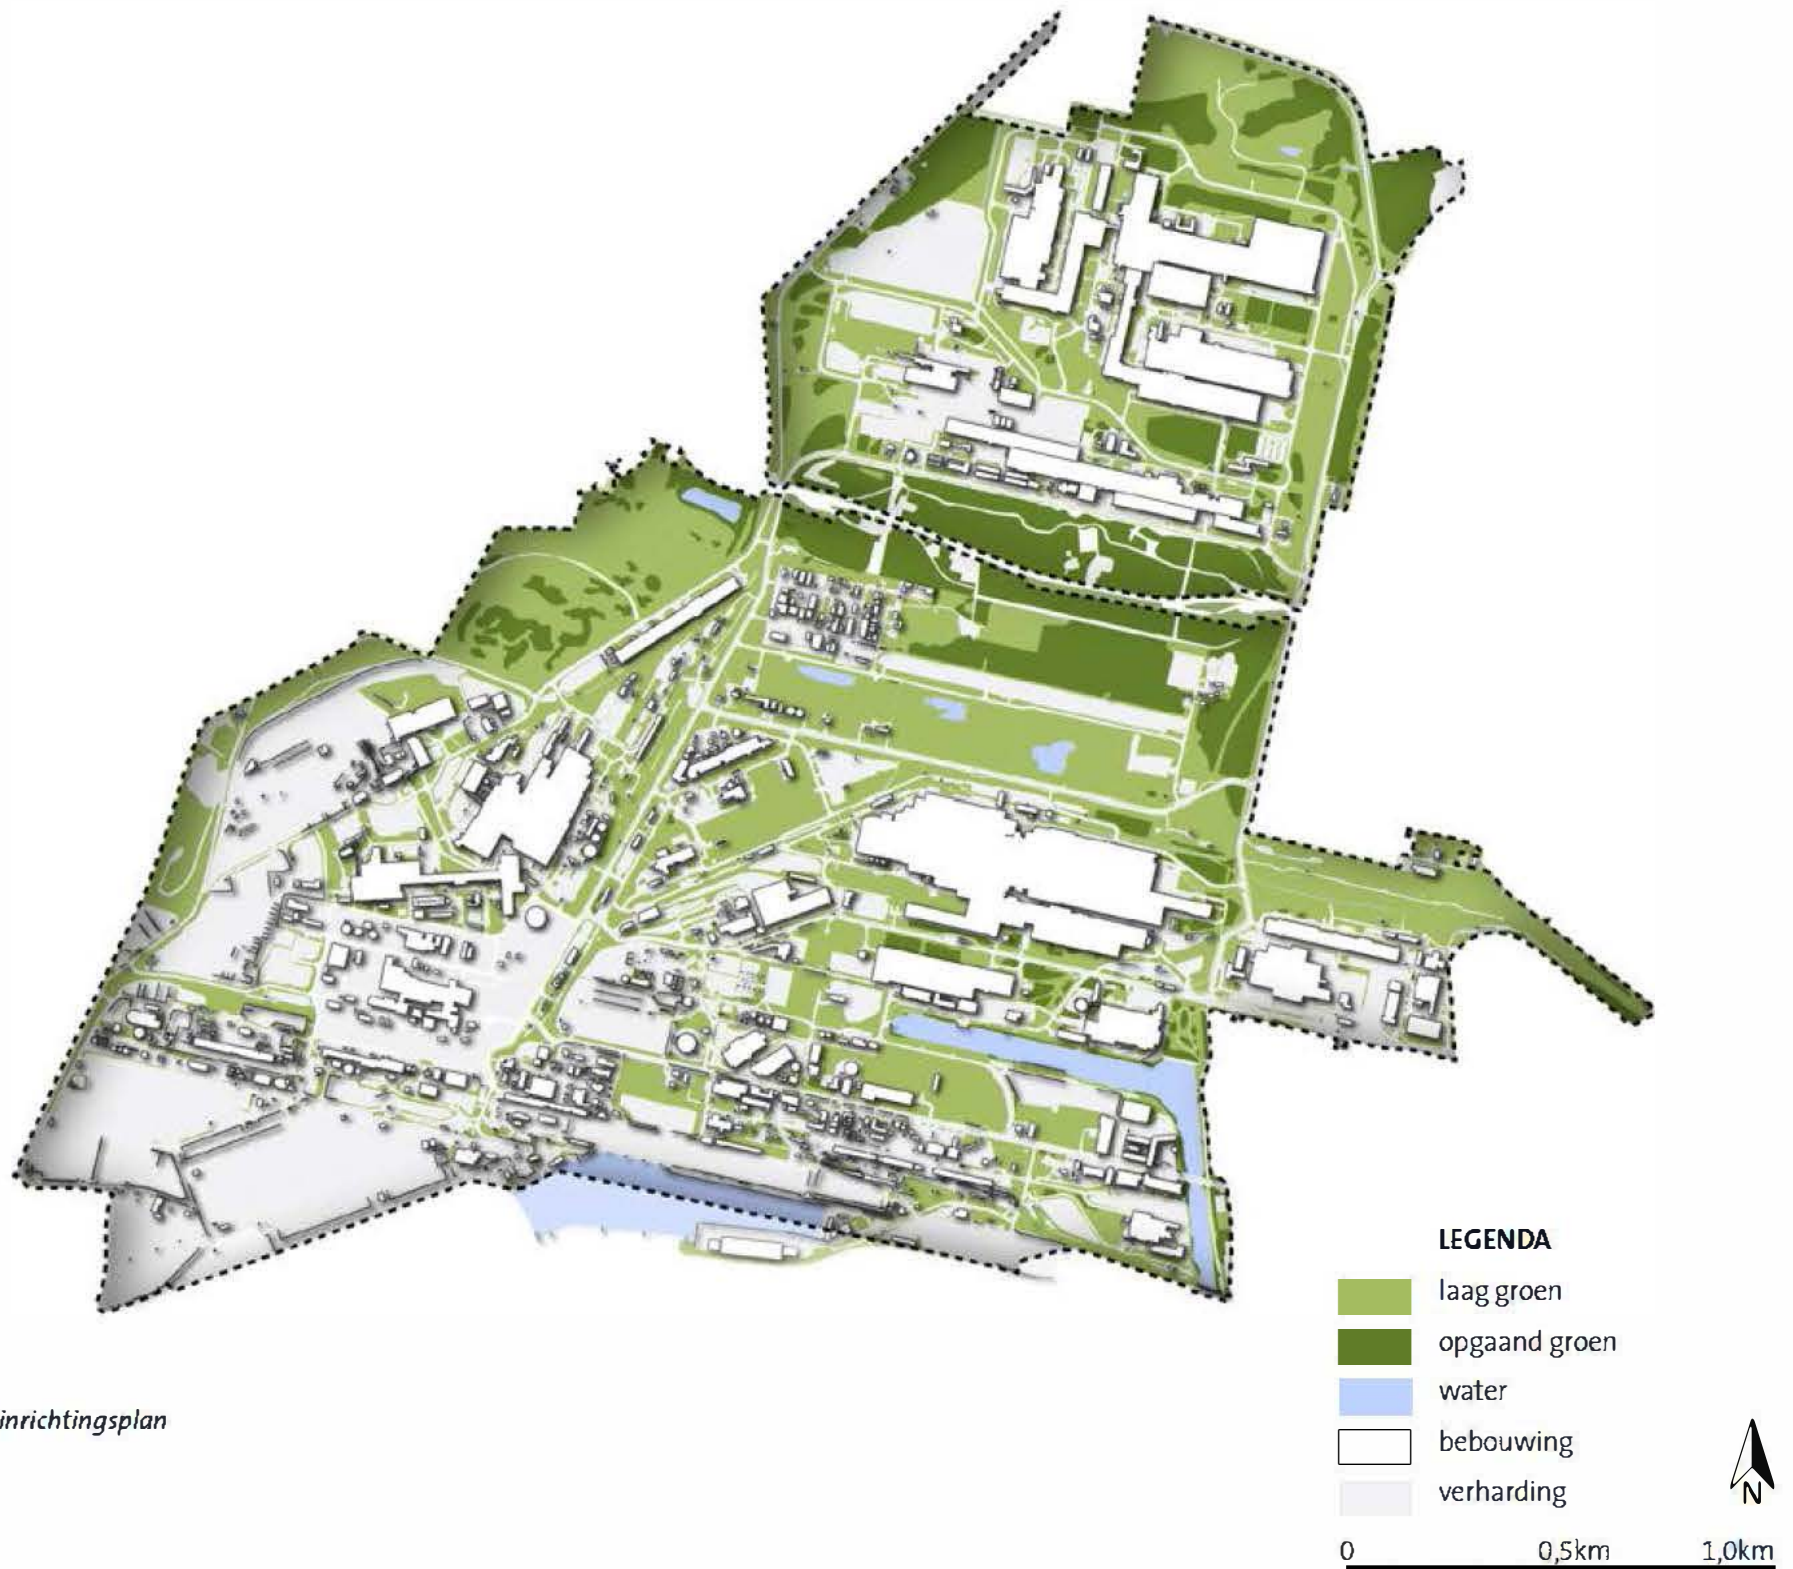 LEGENDA
laag groen
opgaand groen
water
bebouwing
verharding
inrichtingsplan
N
0 0,5km 1,0km